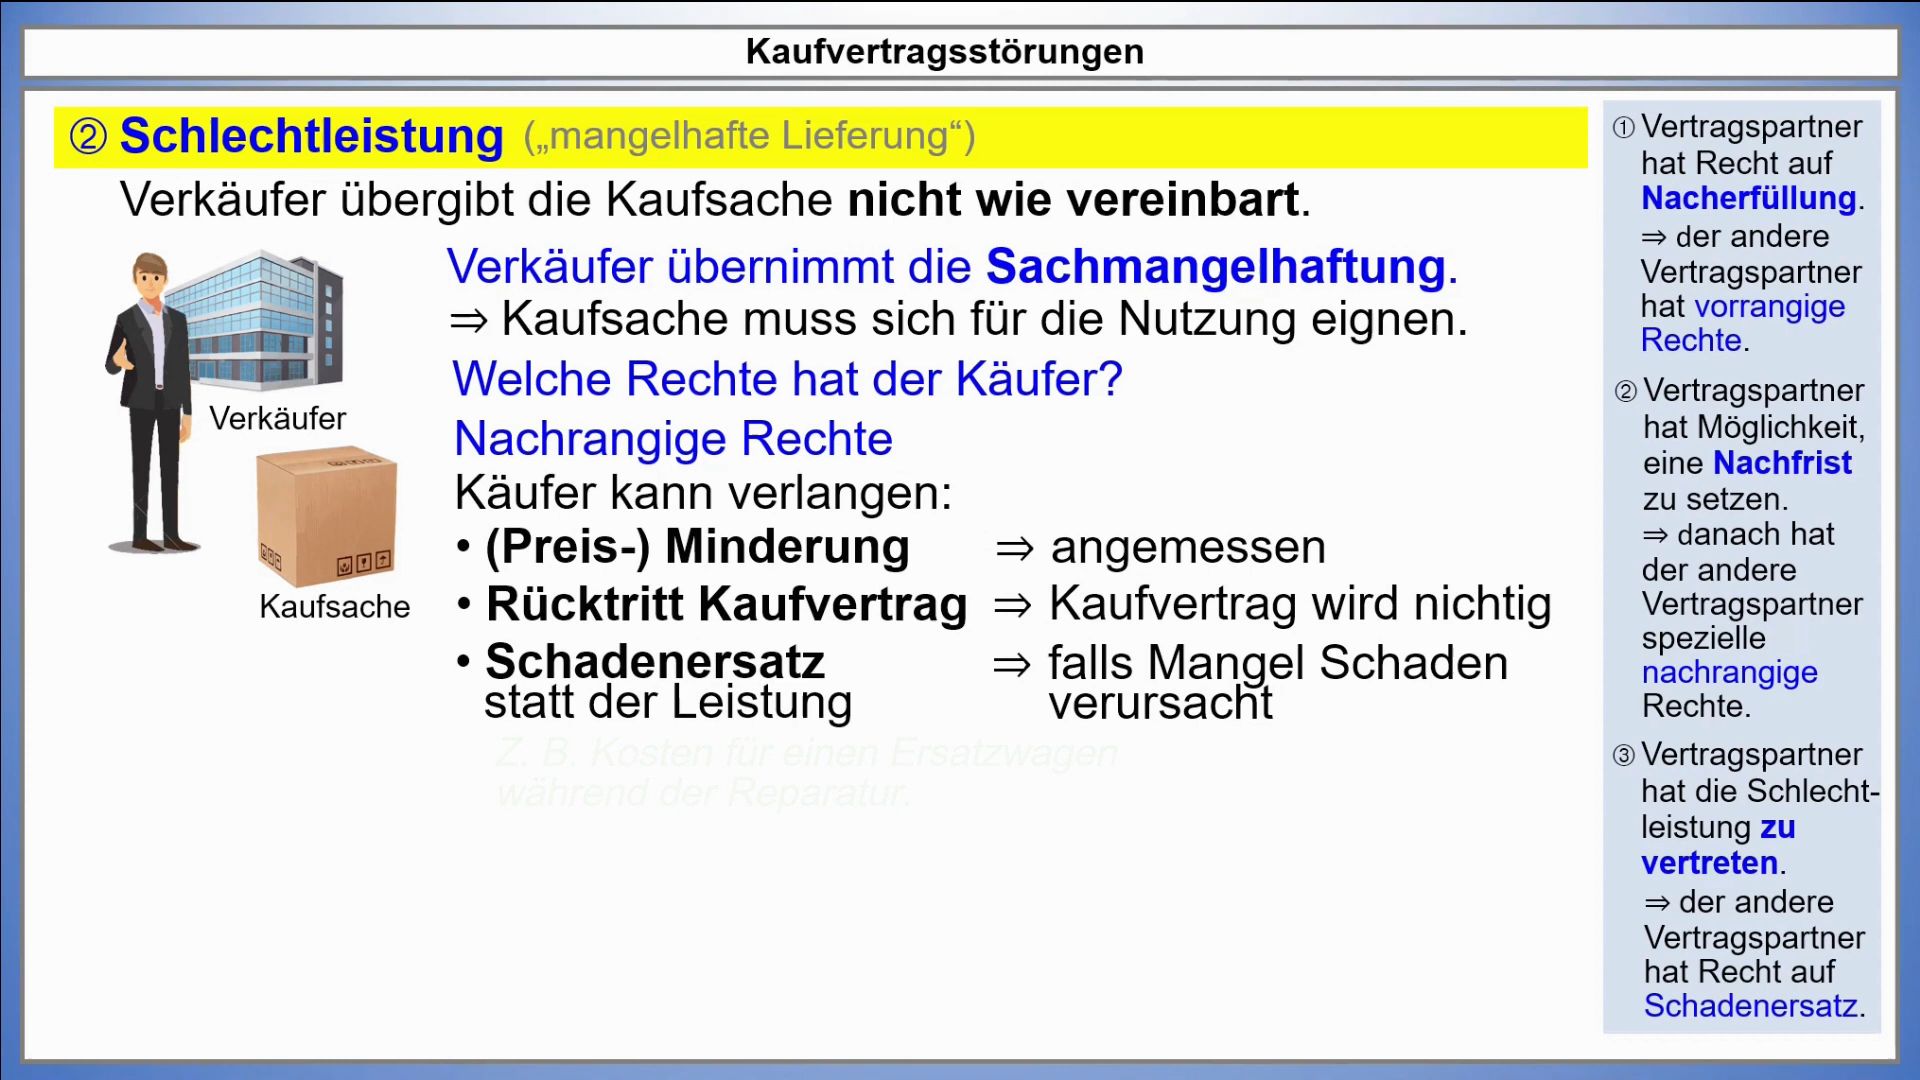 Kaufvertragsstörungen
② Schlechtleistung („mangelhafte Lieferung“)
Verkäufer übergibt die Kaufsache nicht wie vereinbart.
Verkäufer übernimmt die Sachmangelhaftung.
⇒ Kaufsache muss sich für die Nutzung eignen.
Welche Rechte hat der Käufer?
Verkäufer
Nachrangige Rechte
Käufer kann verlangen:
• (Preis-) Minderung ⇒ angemessen
• Rücktritt Kaufvertrag ⇒ Kaufvertrag wird nichtig
Kaufsache
• Schadenersatz ⇒ falls Mangel Schaden
statt der Leistung verursacht
Z. B. Kosten für einen Ersatzwagen
während der Reparatur.
① Vertragspartner
hat Recht auf
Nacherfüllung.
⇒ der andere
Vertragspartner
hat vorrangige
Rechte.
② Vertragspartner
hat Möglichkeit,
eine Nachfrist
zu setzen.
⇒ danach hat
der andere
Vertragspartner
spezielle
nachrangige
Rechte.
③ Vertragspartner
hat die Schlecht-
leistung zu
vertreten.
⇒ der andere
Vertragspartner
hat Recht auf
Schadenersatz.